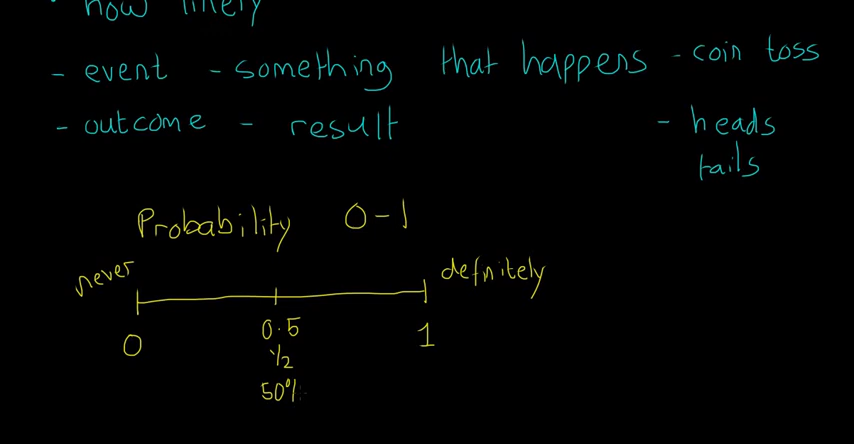 - how likely
- event - something that happens - coin toss
- outcome - result - heads
tails
Probability 0-1
never definitely
0 0.5 1
1/2
50%